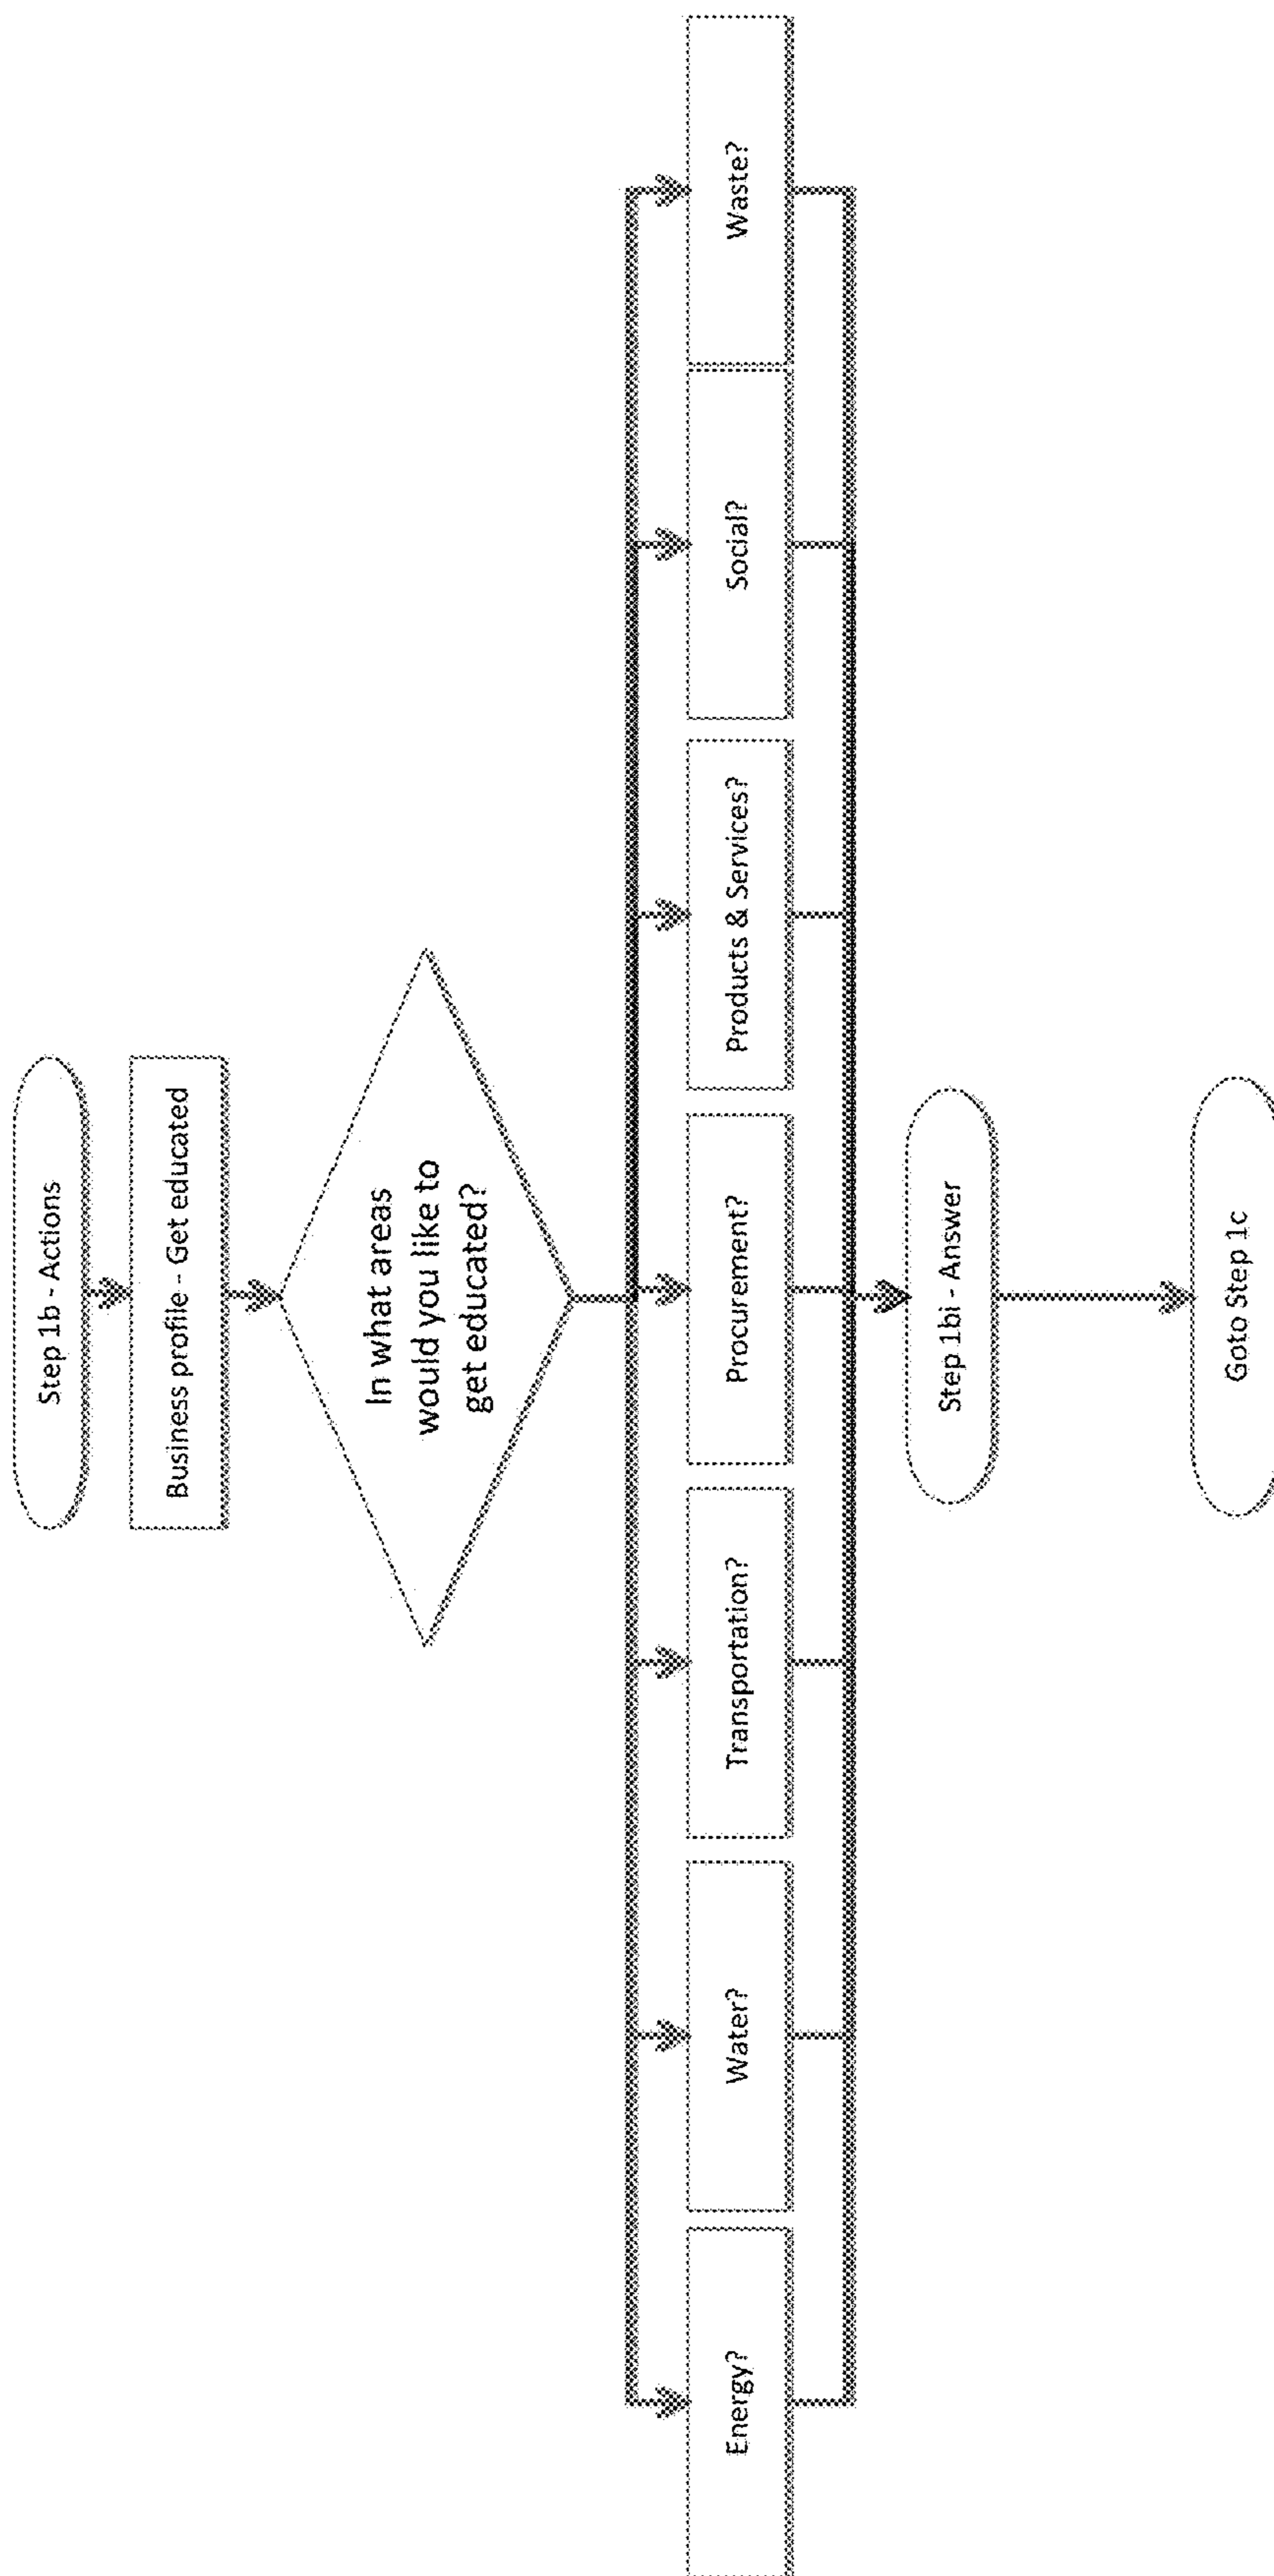 Step 1b - Actions
Business profile - Get educated
In what areas
would you like to
get educated?
Energy?
Water?
Transportation?
Procurement?
Products & Services?
Social?
Waste?
Step 1bi - Answer
Goto Step 1c